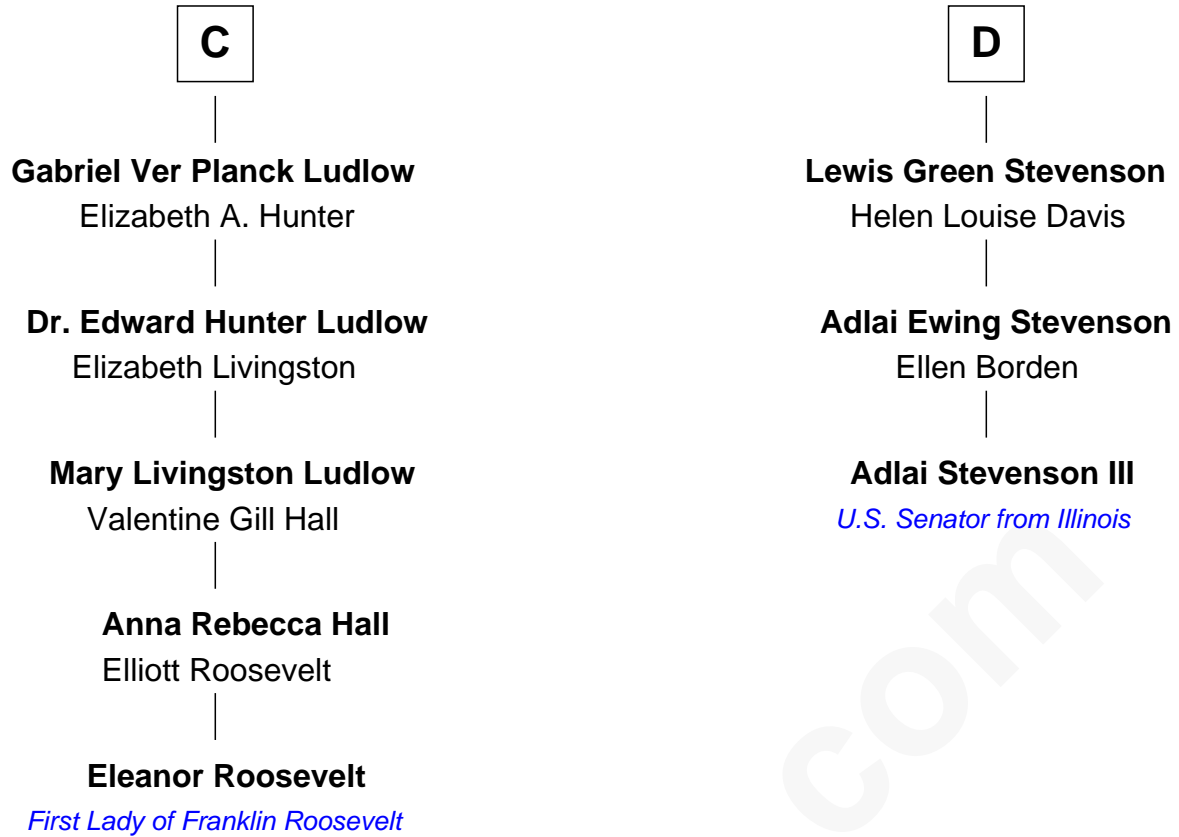 C
Gabriel Ver Planck Ludlow
Elizabeth A. Hunter
Dr. Edward Hunter Ludlow
Elizabeth Livingston
Mary Livingston Ludlow
Valentine Gill Hall
Anna Rebecca Hall
Elliott Roosevelt
Eleanor Roosevelt
First Lady of Franklin Roosevelt
D
Lewis Green Stevenson
Helen Louise Davis
Adlai Ewing Stevenson
Ellen Borden
Adlai Stevenson III
U.S. Senator from Illinois
com